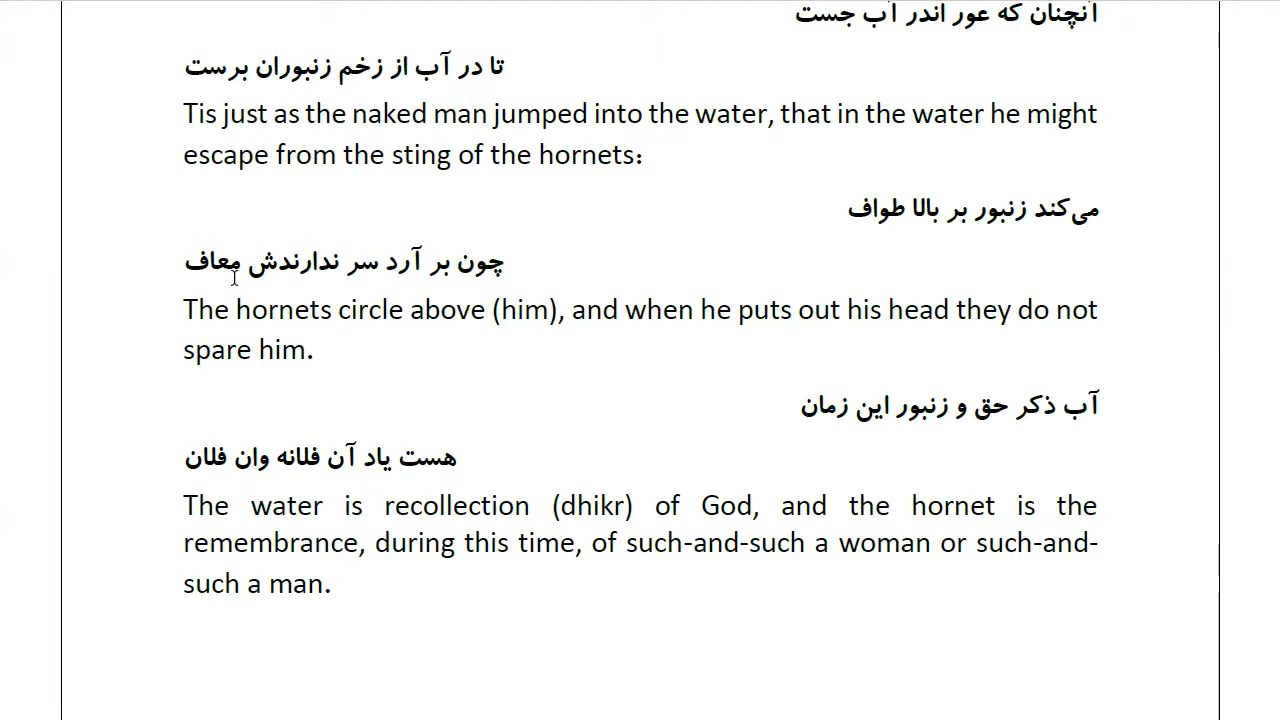 آنچنان که عور اندر آب جست
تا در آب از زخم زنبوران برست
Tis just as the naked man jumped into the water, that in the water he might
escape from the sting of the hornets:
می‌کند زنبور بر بالا طواف
چون بر آرد سر ندارندش معاف
The hornets circle above (him), and when he puts out his head they do not
spare him.
آب ذکر حق و زنبور این زمان
هست یاد آن فلانه وان فلان
The water is recollection (dhikr) of God, and the hornet is the
remembrance, during this time, of such-and-such a woman or such-and-
such a man.